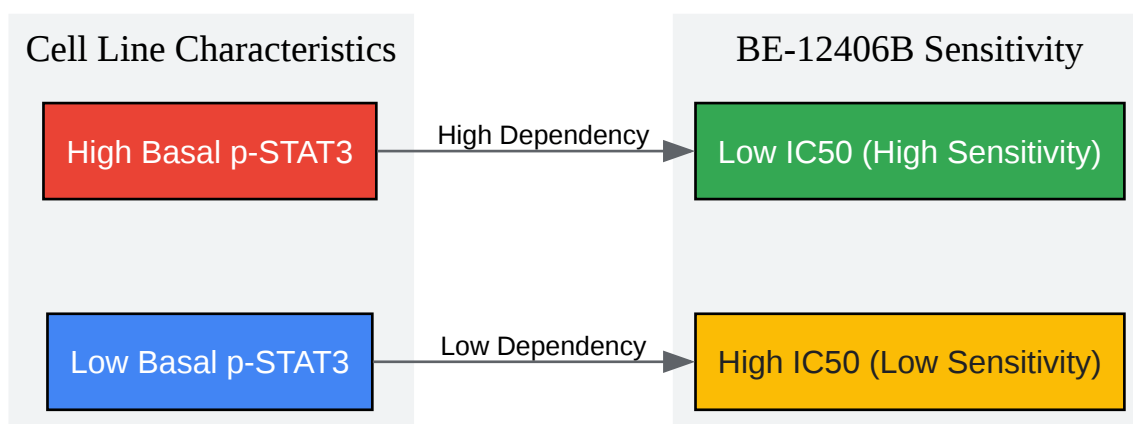 Cell Line Characteristics
BE-12406B Sensitivity
High Basal p-STAT3
High Dependency
Low IC50 (High Sensitivity)
Low Basal p-STAT3
Low Dependency
High IC50 (Low Sensitivity)